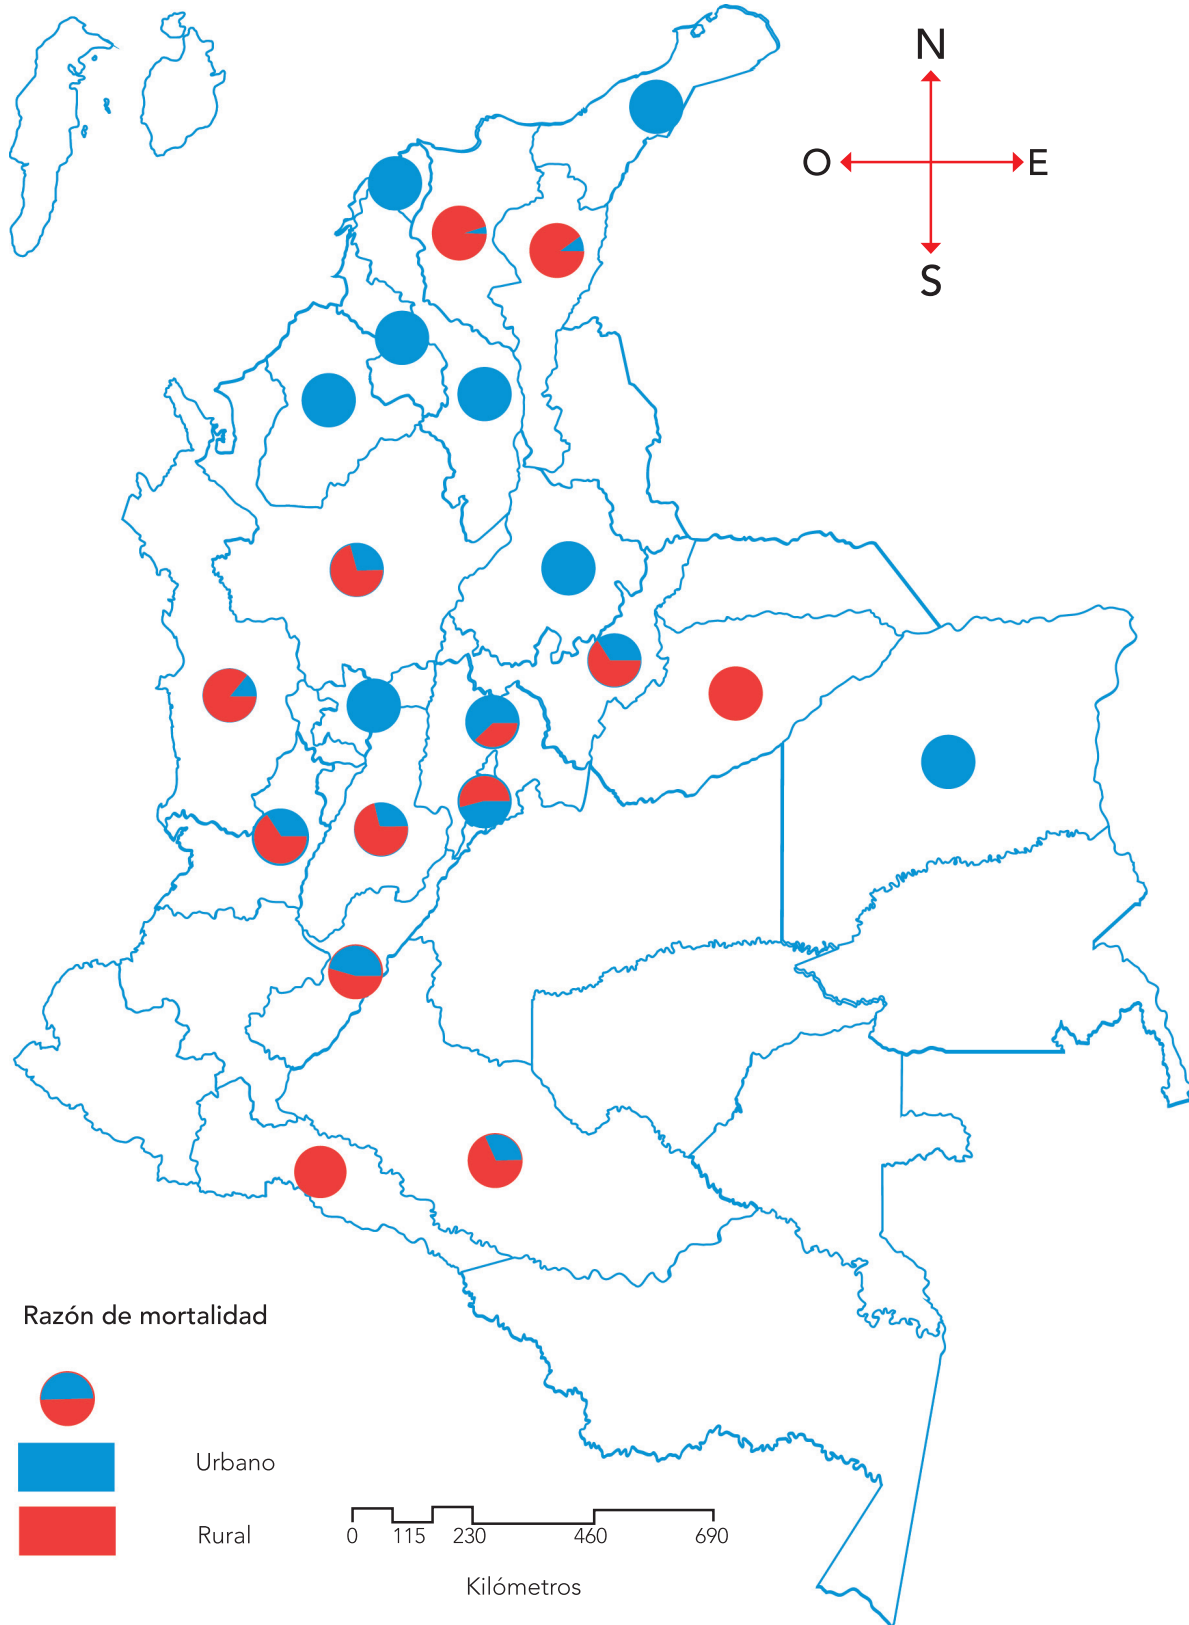 N
O E
S
Razón de mortalidad
Urbano
Rural
0 115 230 460 690
Kilómetros